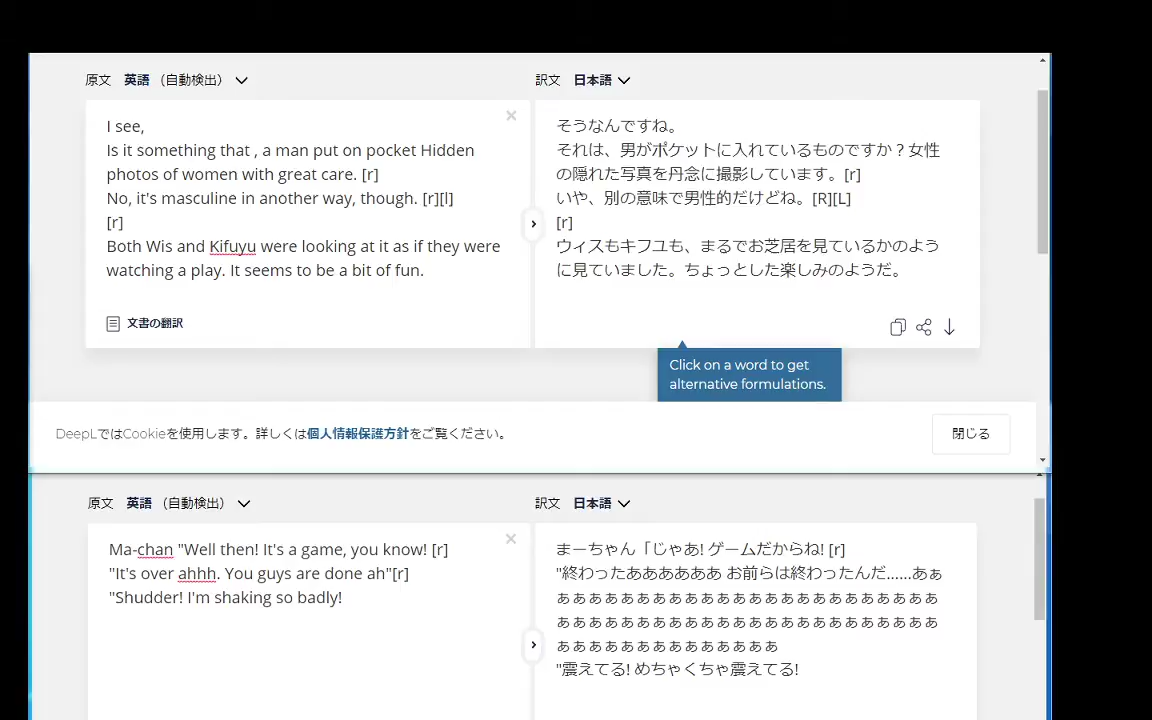 原文 英語 (自動検出)
訳文 日本語
I see,
Is it something that , a man put on pocket Hidden
photos of women with great care. [r]
No, it's masculine in another way, though. [r][l]
[r]
Both Wis and Kifuyu were looking at it as if they were
watching a play. It seems to be a bit of fun.
文書の翻訳
そうなんですね。
それは、男がポケットに入れているものですか？女性
の隠れた写真を丹念に撮影しています。[r]
いや、別の意味で男性的だけどね。[R][L]
[r]
ウィスもキフユも、まるでお芝居を見ているかのよう
に見ていました。ちょっとした楽しみのようだ。
Click on a word to get
alternative formulations.
DeepLではCookieを使用します。詳しくは個人情報保護方針をご覧ください。
閉じる
原文 英語 (自動検出)
訳文 日本語
Ma-chan "Well then! It's a game, you know! [r]
"It's over ahhh. You guys are done ah"[r]
"Shudder! I'm shaking so badly!
まーちゃん「じゃあ! ゲームだからね! [r]
"終わったああああああ お前らは終わったんだ......あぁ
ぁぁぁぁぁぁぁぁぁぁぁぁぁぁぁぁぁぁぁぁぁぁぁぁ
ぁぁぁぁぁぁぁぁぁぁぁぁぁぁぁぁぁぁぁぁぁぁぁぁ
ぁぁぁぁぁぁぁぁぁぁぁぁぁぁ
"震えてる! めちゃくちゃ震えてる!